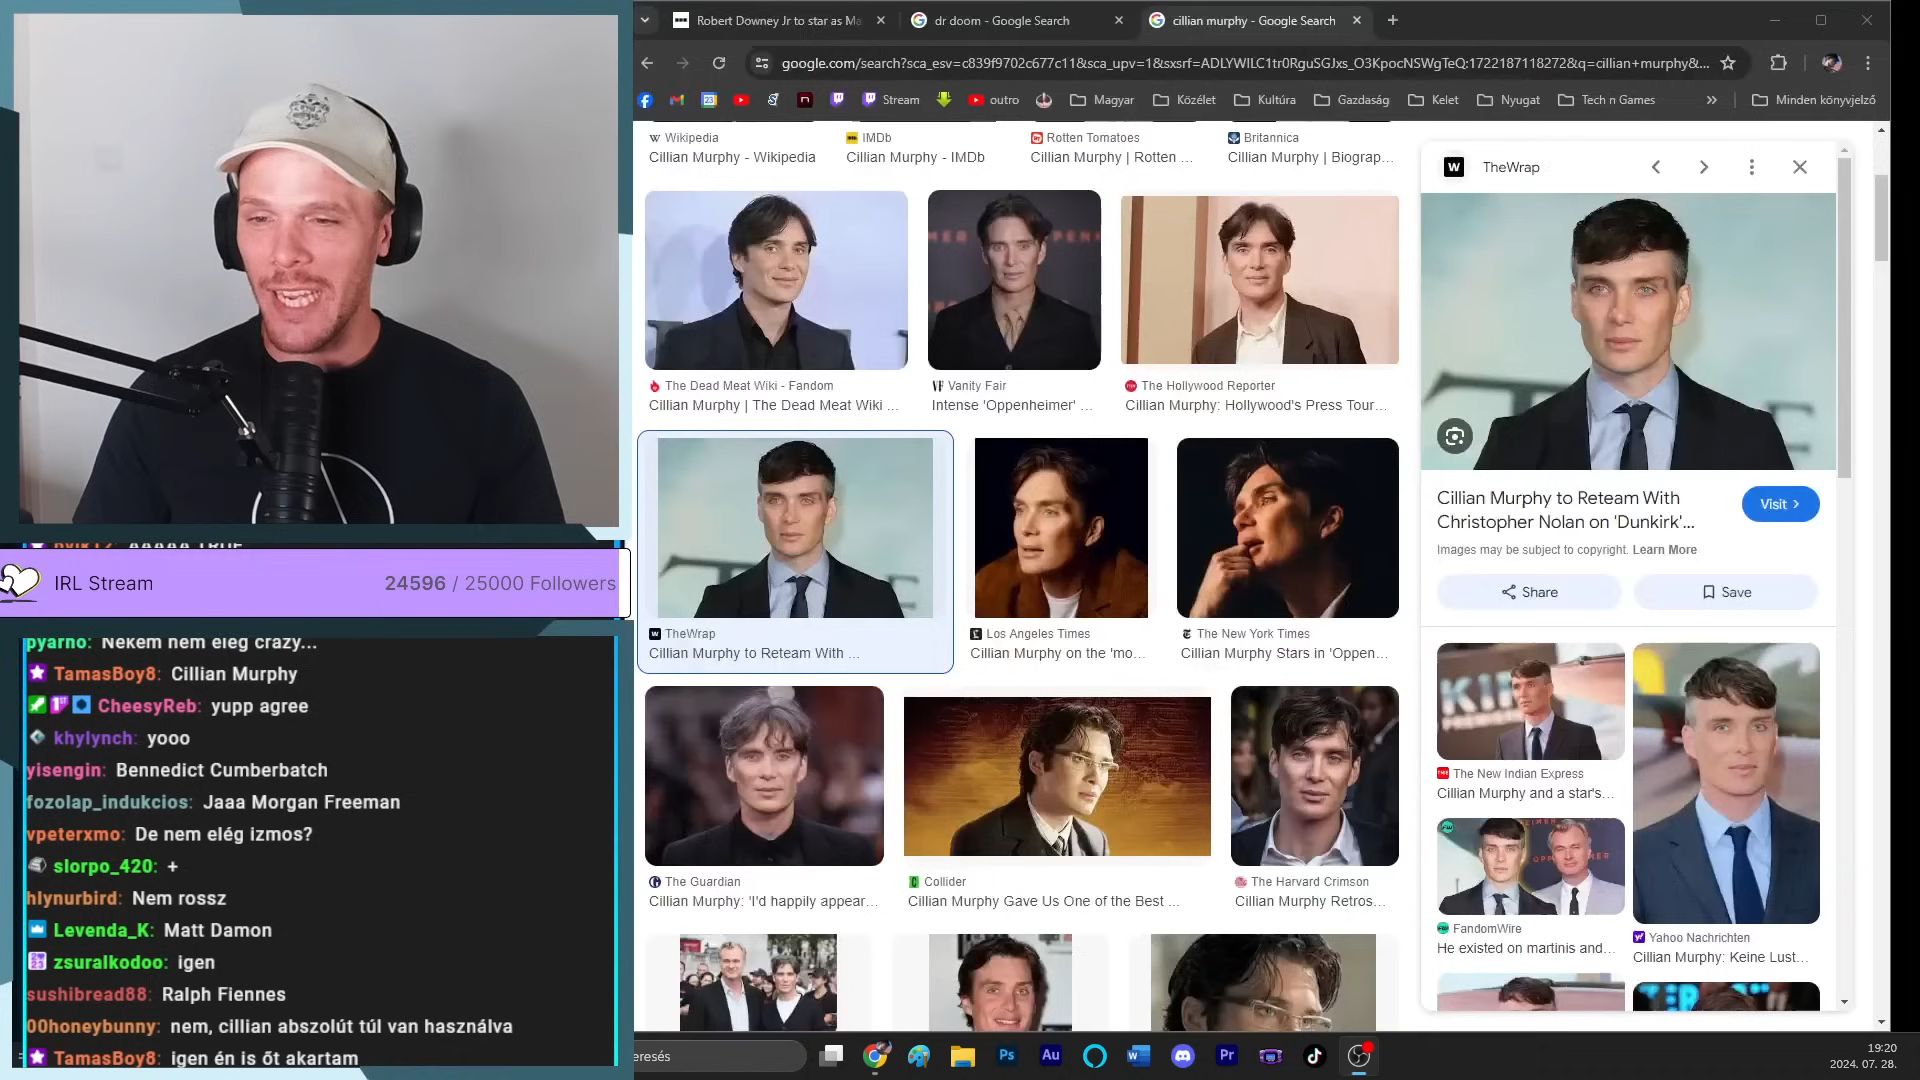 Robert Downey Jr to star as Ma
dr doom - Google Search
cillian murphy - Google Search
google.com/search?sca_esv=c839f9702c677c11&sca_upv=1&sxsrf=ADLYWILC1tr0RguSGJxs_O3KpocNSWgTeQ:1722187118272&q=cillian+murphy&...
Stream
outro
Magyar
Közélet
Kultúra
Gazdaság
Kelet
Nyugat
Tech n Games
»
Minden könyvjelző
Wikipedia
Cillian Murphy - Wikipedia
IMDb
Cillian Murphy - IMDb
Rotten Tomatoes
Cillian Murphy | Rotten ...
Britannica
Cillian Murphy | Biograp...
The Dead Meat Wiki - Fandom
Cillian Murphy | The Dead Meat Wiki ...
Vanity Fair
Intense 'Oppenheimer' ...
The Hollywood Reporter
Cillian Murphy: Hollywood's Press Tour...
TheWrap
Cillian Murphy to Reteam With ...
Los Angeles Times
Cillian Murphy on the 'mo...
The New York Times
Cillian Murphy Stars in 'Oppen...
The Guardian
Cillian Murphy: 'I'd happily appear...
Collider
Cillian Murphy Gave Us One of the Best ...
The Harvard Crimson
Cillian Murphy Retros...
W TheWrap
Cillian Murphy to Reteam With
Christopher Nolan on 'Dunkirk'...
Visit
Images may be subject to copyright. Learn More
Share
Save
The New Indian Express
Cillian Murphy and a star's...
FandomWire
He existed on martinis and...
Yahoo Nachrichten
Cillian Murphy: Keine Lust...
IRL Stream
24596 / 25000 Followers
pyarno: Nekem nem eleg crazy...
TamasBoy8: Cillian Murphy
CheesyReb: yupp agree
khylynch: yooo
yisengin: Bennedict Cumberbatch
fozolap_indukcios: Jaaa Morgan Freeman
vpeterxmo: De nem elég izmos?
slorpo_420: +
hlynurbird: Nem rossz
Levenda_K: Matt Damon
zsuralkodoo: igen
sushibread88: Ralph Fiennes
00honeybunny: nem, cillian abszolút túl van használva
TamasBoy8: igen én is őt akartam
eresés
Ps
Au
W
Pr
19:20
2024. 07. 28.